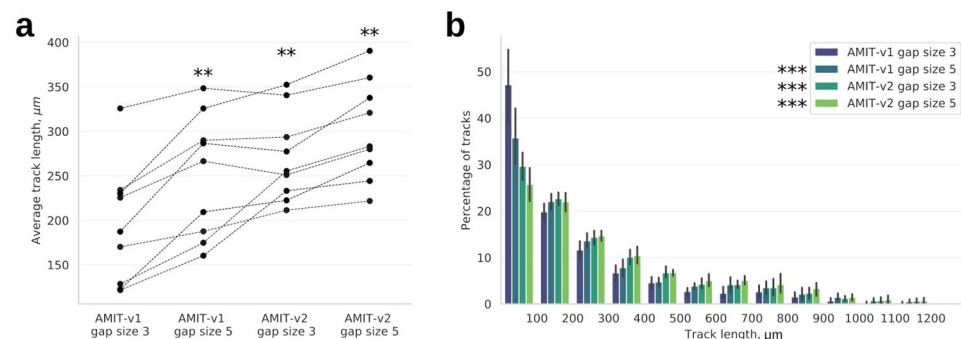 a
b
**
**
**
Average track length, μm
400
350
300
250
200
150
AMIT-v1
gap size 3
AMIT-v1
gap size 5
AMIT-v2
gap size 3
AMIT-v2
gap size 5
AMIT-v1 gap size 3
*** AMIT-v1 gap size 5
*** AMIT-v2 gap size 3
*** AMIT-v2 gap size 5
Percentage of tracks
50
40
30
20
10
0
100 200 300 400 500 600 700 800 900 1000 1100 1200
Track length, μm